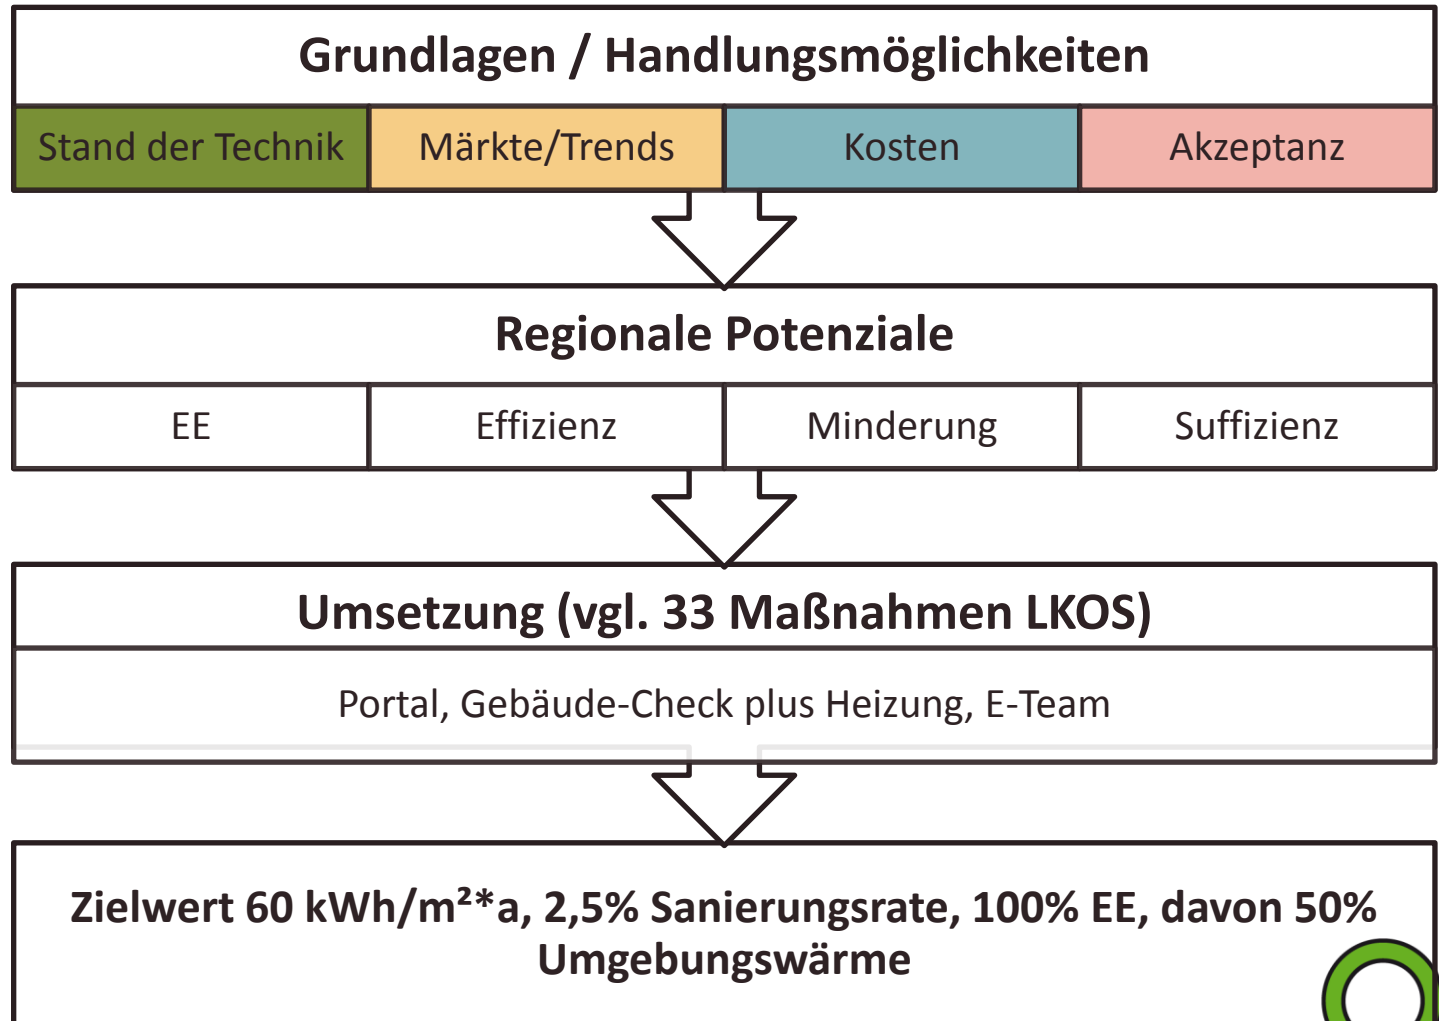 Grundlagen / Handlungsmöglichkeiten
Stand der Technik Märkte/Trends Kosten Akzeptanz
Regionale Potenziale
EE Effizienz Minderung Suffizienz
Umsetzung (vgl. 33 Maßnahmen LKOS)
Portal, Gebäude-Check plus Heizung, E-Team
Zielwert 60 kWh/m²*a, 2,5% Sanierungsrate, 100% EE, davon 50%
Umgebungswärme